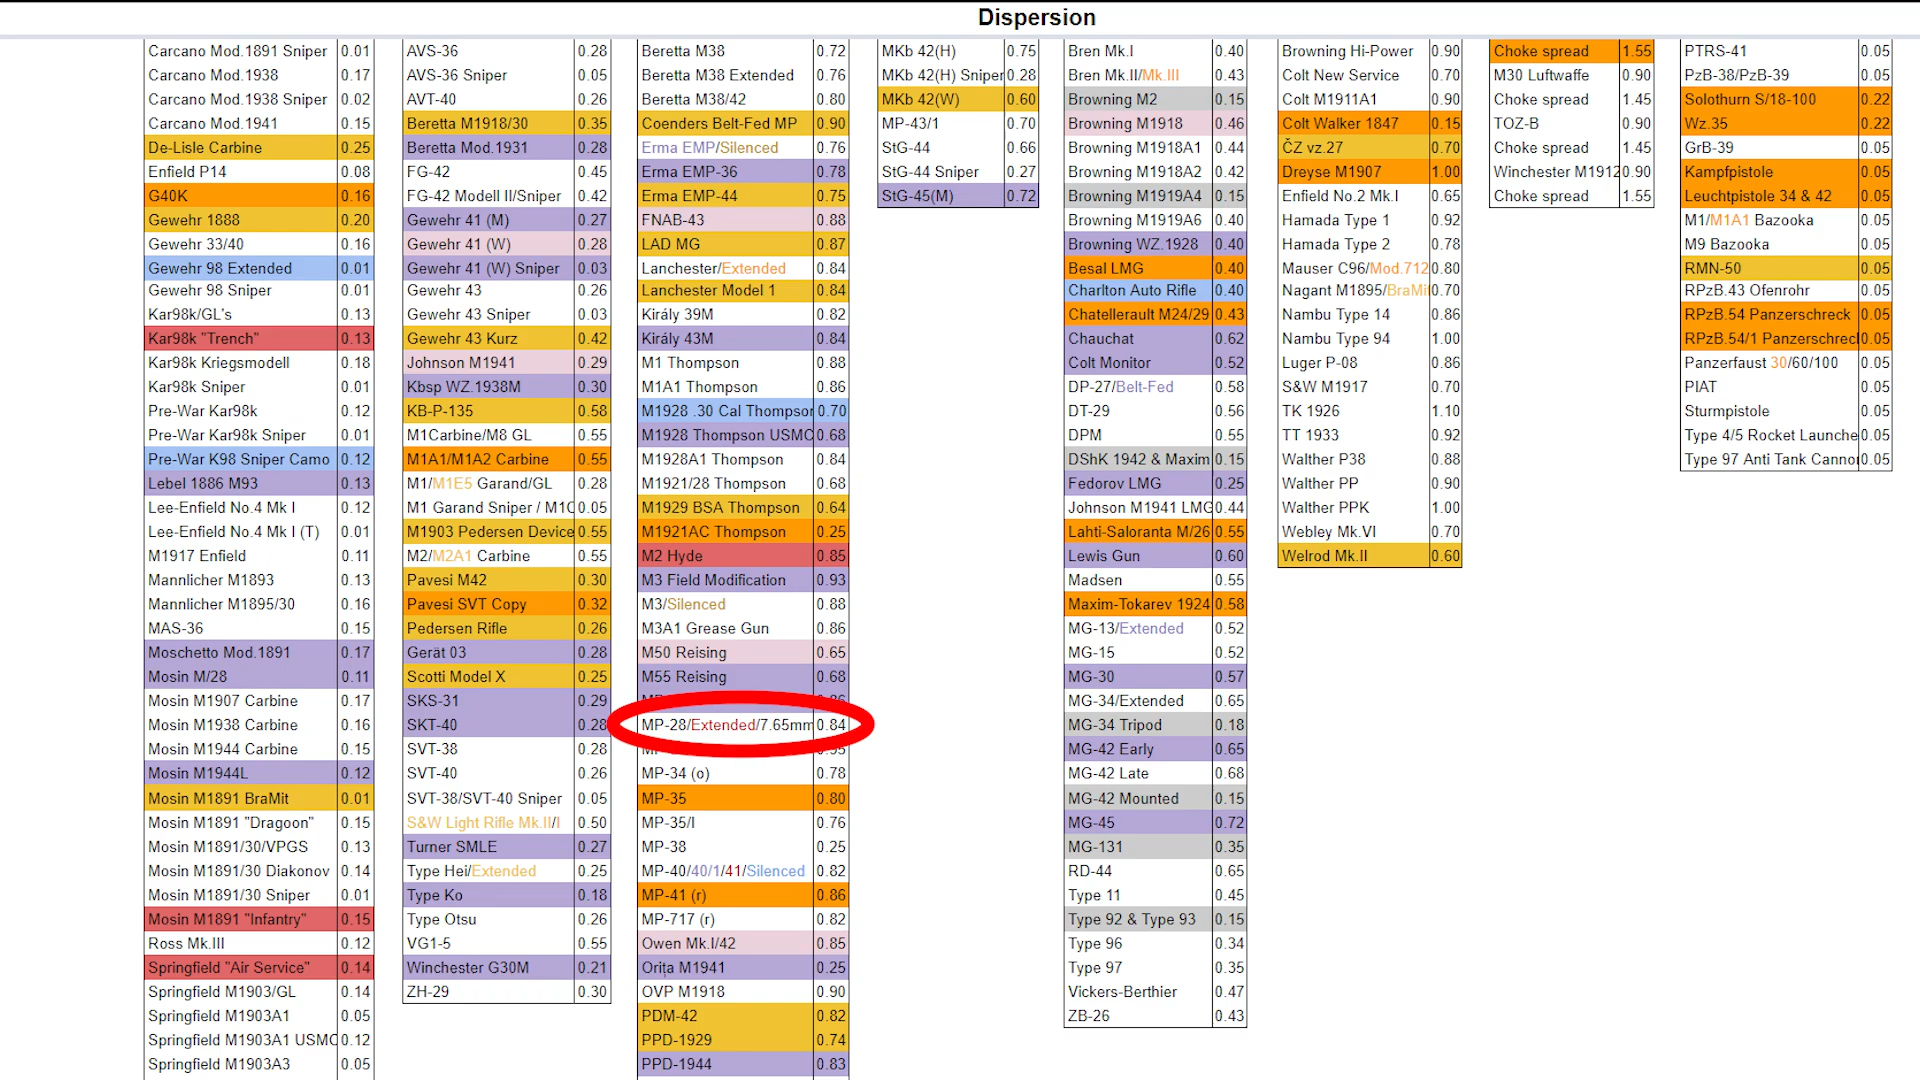 Dispersion
Carcano Mod.1891 Sniper 0.01
Carcano Mod.1938 0.17
Carcano Mod.1938 Sniper 0.02
Carcano Mod.1941 0.15
De-Lisle Carbine 0.25
Enfield P14 0.08
G40K 0.16
Gewehr 1888 0.20
Gewehr 33/40 0.16
Gewehr 98 Extended 0.01
Gewehr 98 Sniper 0.01
Kar98k/GL's 0.13
Kar98k "Trench" 0.13
Kar98k Kriegsmodell 0.18
Kar98k Sniper 0.01
Pre-War Kar98k 0.12
Pre-War Kar98k Sniper 0.01
Pre-War K98 Sniper Camo 0.12
Lebel 1886 M93 0.13
Lee-Enfield No.4 Mk I 0.12
Lee-Enfield No.4 Mk I (T) 0.01
M1917 Enfield 0.11
Mannlicher M1893 0.13
Mannlicher M1895/30 0.16
MAS-36 0.15
Moschetto Mod.1891 0.17
Mosin M/28 0.11
Mosin M1907 Carbine 0.17
Mosin M1938 Carbine 0.16
Mosin M1944 Carbine 0.15
Mosin M1944L 0.12
Mosin M1891 BraMit 0.01
Mosin M1891 "Dragoon" 0.15
Mosin M1891/30/VPGS 0.13
Mosin M1891/30 Diakonov 0.14
Mosin M1891/30 Sniper 0.01
Mosin M1891 "Infantry" 0.15
Ross Mk.III 0.12
Springfield "Air Service" 0.14
Springfield M1903/GL 0.14
Springfield M1903A1 0.05
Springfield M1903A1 USMC 0.12
Springfield M1903A3 0.05
AVS-36 0.28
AVS-36 Sniper 0.05
AVT-40 0.26
Beretta M1918/30 0.35
Beretta Mod.1931 0.28
FG-42 0.45
FG-42 Modell II/Sniper 0.42
Gewehr 41 (M) 0.27
Gewehr 41 (W) 0.28
Gewehr 41 (W) Sniper 0.03
Gewehr 43 0.26
Gewehr 43 Sniper 0.03
Gewehr 43 Kurz 0.42
Johnson M1941 0.29
Kbsp WZ.1938M 0.30
KB-P-135 0.58
M1Carbine/M8 GL 0.55
M1A1/M1A2 Carbine 0.55
M1/M1E5 Garand/GL 0.28
M1 Garand Sniper / M1C 0.05
M1903 Pedersen Device 0.55
M2/M2A1 Carbine 0.55
Pavesi M42 0.30
Pavesi SVT Copy 0.32
Pedersen Rifle 0.26
Gerät 03 0.28
Scotti Model X 0.25
SKS-31 0.29
SKT-40 0.28
SVT-38 0.28
SVT-40 0.26
SVT-38/SVT-40 Sniper 0.05
S&W Light Rifle Mk.II/I 0.50
Turner SMLE 0.27
Type Hei/Extended 0.25
Type Ko 0.18
Type Otsu 0.26
VG1-5 0.55
Winchester G30M 0.21
ZH-29 0.30
Beretta M38 0.72
Beretta M38 Extended 0.76
Beretta M38/42 0.80
Coenders Belt-Fed MP 0.90
Erma EMP/Silenced 0.76
Erma EMP-36 0.78
Erma EMP-44 0.75
FNAB-43 0.88
LAD MG 0.87
Lanchester/Extended 0.84
Lanchester Model 1 0.84
Király 39M 0.82
Király 43M 0.84
M1 Thompson 0.88
M1A1 Thompson 0.86
M1928 .30 Cal Thompson 0.70
M1928 Thompson USMC 0.68
M1928A1 Thompson 0.84
M1921/28 Thompson 0.68
M1929 BSA Thompson 0.64
M1921AC Thompson 0.25
M2 Hyde 0.85
M3 Field Modification 0.93
M3/Silenced 0.88
M3A1 Grease Gun 0.86
M50 Reising 0.65
M55 Reising 0.68
MP-28/Extended/7.65mm 0.84
MP-34 (o) 0.78
MP-35 0.80
MP-35/I 0.76
MP-38 0.25
MP-40/40/1/41/Silenced 0.82
MP-41 (r) 0.86
MP-717 (r) 0.82
Owen Mk.I/42 0.85
Orița M1941 0.25
OVP M1918 0.90
PDM-42 0.82
PPD-1929 0.74
PPD-1944 0.83
MKb 42(H) 0.75
MKb 42(H) Sniper 0.28
MKb 42(W) 0.60
MP-43/1 0.70
StG-44 0.66
StG-44 Sniper 0.27
StG-45(M) 0.72
Bren Mk.I 0.40
Bren Mk.II/Mk.III 0.43
Browning M2 0.15
Browning M1918 0.46
Browning M1918A1 0.44
Browning M1918A2 0.42
Browning M1919A4 0.15
Browning M1919A6 0.40
Browning WZ.1928 0.40
Besal LMG 0.40
Charlton Auto Rifle 0.40
Chatellerault M24/29 0.43
Chauchat 0.62
Colt Monitor 0.52
DP-27/Belt-Fed 0.58
DT-29 0.56
DPM 0.55
DShK 1942 & Maxim 0.15
Fedorov LMG 0.25
Johnson M1941 LMG 0.44
Lahti-Saloranta M/26 0.55
Lewis Gun 0.60
Madsen 0.55
Maxim-Tokarev 1924 0.58
MG-13/Extended 0.52
MG-15 0.52
MG-30 0.57
MG-34/Extended 0.65
MG-34 Tripod 0.18
MG-42 Early 0.65
MG-42 Late 0.68
MG-42 Mounted 0.15
MG-45 0.72
MG-131 0.35
RD-44 0.65
Type 11 0.45
Type 92 & Type 93 0.15
Type 96 0.34
Type 97 0.35
Vickers-Berthier 0.47
ZB-26 0.43
Browning Hi-Power 0.90
Colt New Service 0.70
Colt M1911A1 0.90
Colt Walker 1847 0.15
ČZ vz.27 0.70
Dreyse M1907 1.00
Enfield No.2 Mk.I 0.65
Hamada Type 1 0.92
Hamada Type 2 0.78
Mauser C96/Mod.712 0.80
Nagant M1895/BraMit 0.70
Nambu Type 14 0.86
Nambu Type 94 1.00
Luger P-08 0.86
S&W M1917 0.70
TK 1926 1.10
TT 1933 0.92
Walther P38 0.88
Walther PP 0.90
Walther PPK 1.00
Webley Mk.VI 0.70
Welrod Mk.II 0.60
Choke spread 1.55
M30 Luftwaffe 0.90
Choke spread 1.45
TOZ-B 0.90
Choke spread 1.45
Winchester M1912 0.90
Choke spread 1.55
PTRS-41 0.05
PzB-38/PzB-39 0.05
Solothurn S/18-100 0.22
Wz.35 0.22
GrB-39 0.05
Kampfpistole 0.05
Leuchtpistole 34 & 42 0.05
M1/M1A1 Bazooka 0.05
M9 Bazooka 0.05
RMN-50 0.05
RPzB.43 Ofenrohr 0.05
RPzB.54 Panzerschreck 0.05
RPzB.54/1 Panzerschrec 0.05
Panzerfaust 30/60/100 0.05
PIAT 0.05
Sturmpistole 0.05
Type 4/5 Rocket Launche 0.05
Type 97 Anti Tank Cannon 0.05